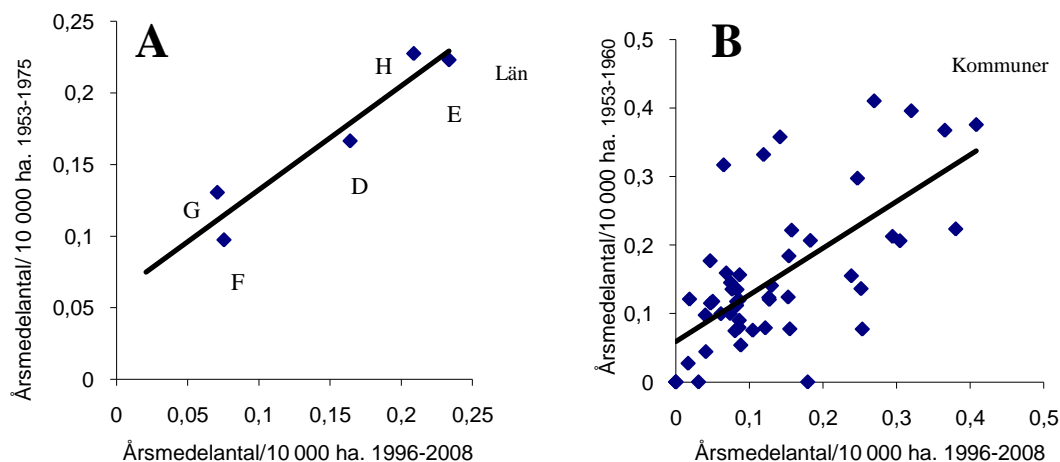 A
Årsmedelantal/ 10 000 ha. 1953-1975
0,25
0,2
0,15
0,1
0,05
0
H
Län
E
D
G
F
0
0,05
0,1
0,15
0,2
0,25
Årsmedelantal/10 000 ha. 1996-2008
B
Årsmedelantal/10 000 ha. 1953-1960
0,5
0,4
0,3
0,2
0,1
0
Kommuner
0
0,1
0,2
0,3
0,4
0,5
Årsmedelantal/10 000 ha. 1996-2008